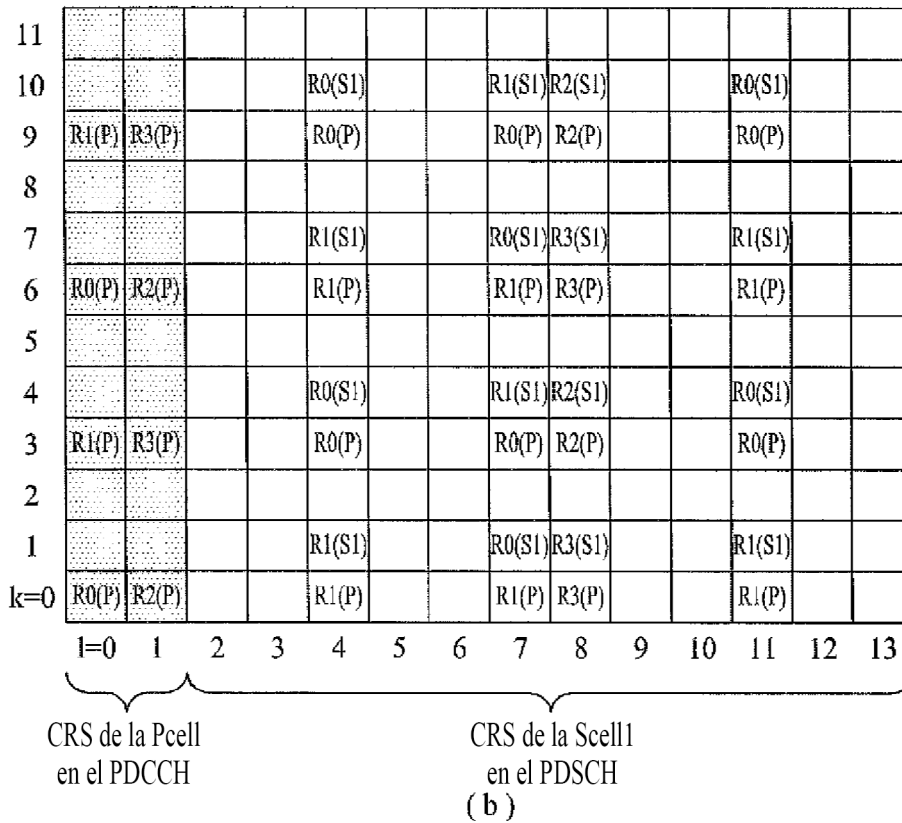 11
10 R0(S1) R1(S1) R2(S1) R0(S1)
9 R1(P) R3(P) R0(P) R0(P) R2(P) R0(P)
8
7 R1(S1) R0(S1) R3(S1) R1(S1)
6 R0(P) R2(P) R1(P) R1(P) R3(P) R1(P)
5
4 R0(S1) R1(S1) R2(S1) R0(S1)
3 R1(P) R3(P) R0(P) R0(P) R2(P) R0(P)
2
1 R1(S1) R0(S1) R3(S1) R1(S1)
k=0 R0(P) R2(P) R1(P) R1(P) R3(P) R1(P)
l=0 1 2 3 4 5 6 7 8 9 10 11 12 13
CRS de la Pcell CRS de la Scell1
en el PDCCH en el PDSCH
(b)